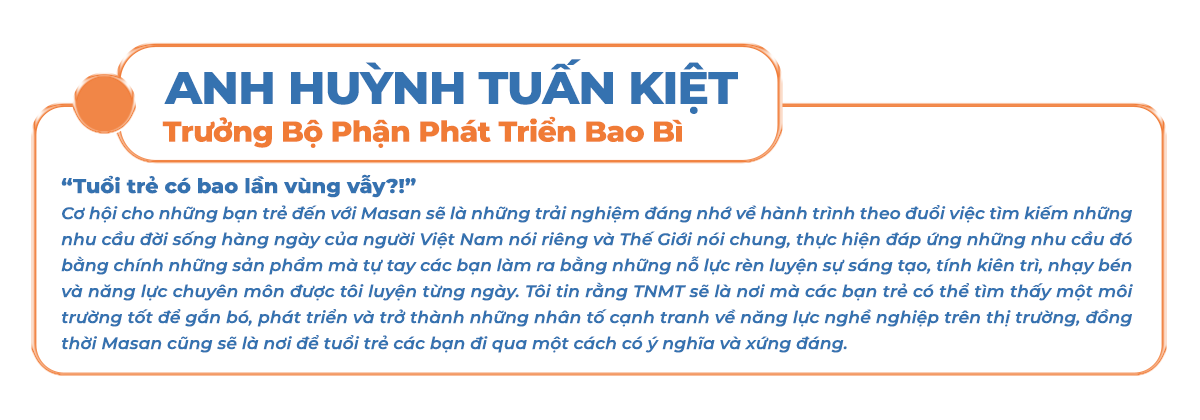 ANH HUỲNH TUẤN KIỆT
Trưởng Bộ Phận Phát Triển Bao Bì
“Tuổi trẻ có bao lần vùng vẫy?!”
Cơ hội cho những bạn trẻ đến với Masan sẽ là những trải nghiệm đáng nhớ về hành trình theo đuổi việc tìm kiếm những
nhu cầu đời sống hàng ngày của người Việt Nam nói riêng và Thế Giới nói chung, thực hiện đáp ứng những nhu cầu đó
bằng chính những sản phẩm mà tự tay các bạn làm ra bằng những nỗ lực rèn luyện sự sáng tạo, tính kiên trì, nhạy bén
và năng lực chuyên môn được tôi luyện từng ngày. Tôi tin rằng TNMT sẽ là nơi mà các bạn trẻ có thể tìm thấy một môi
trường tốt để gắn bó, phát triển và trở thành những nhân tố cạnh tranh về năng lực nghề nghiệp trên thị trường, đồng
thời Masan cũng sẽ là nơi để tuổi trẻ các bạn đi qua một cách có ý nghĩa và xứng đáng.